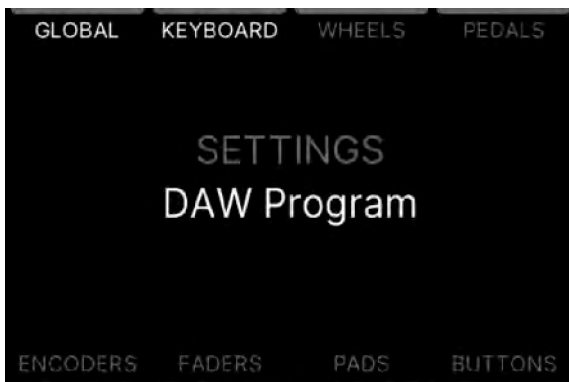 GLOBAL KEYBOARD WHEELS PEDALS
SETTINGS
DAW Program
ENCODERS FADERS PADS BUTTONS